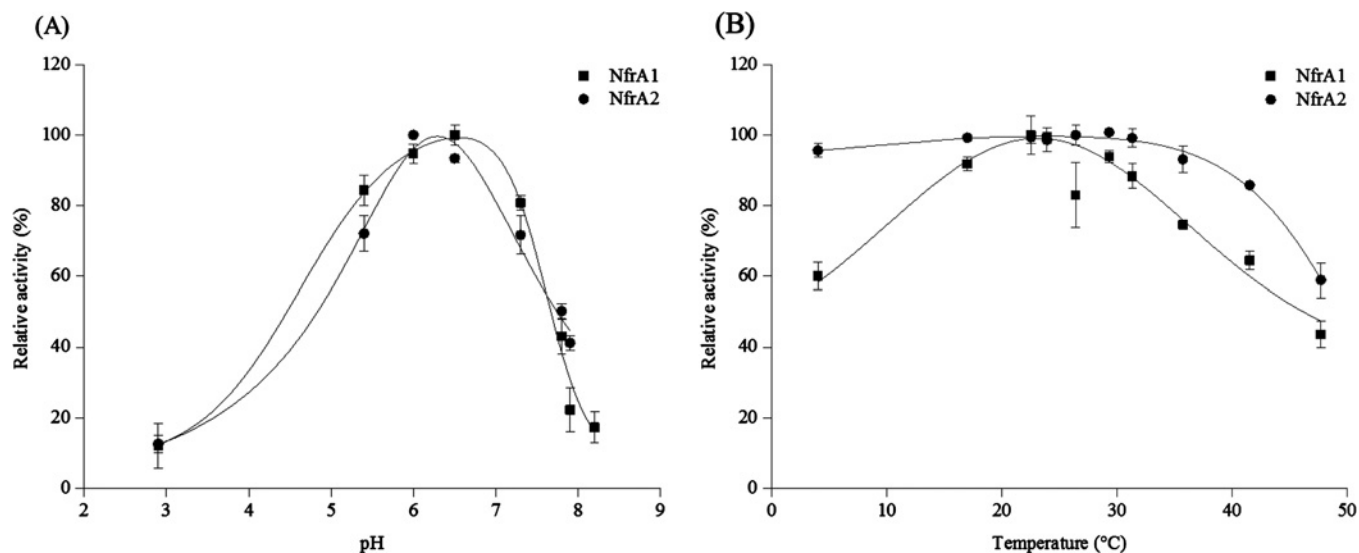 (A)
120
100
80
60
40
20
0
Relative activity (%)
2 3 4 5 6 7 8 9
pH
NfrA1
NfrA2
(B)
120
100
80
60
40
20
0
Relative activity (%)
0 10 20 30 40 50
Temperature (°C)
NfrA1
NfrA2